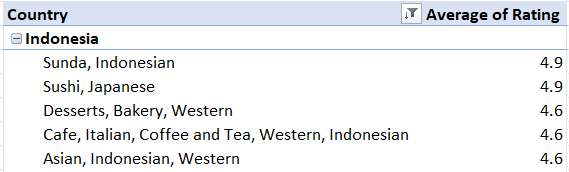 Country Average of Rating
Indonesia
Sunda, Indonesian 4.9
Sushi, Japanese 4.9
Desserts, Bakery, Western 4.6
Cafe, Italian, Coffee and Tea, Western, Indonesian 4.6
Asian, Indonesian, Western 4.6